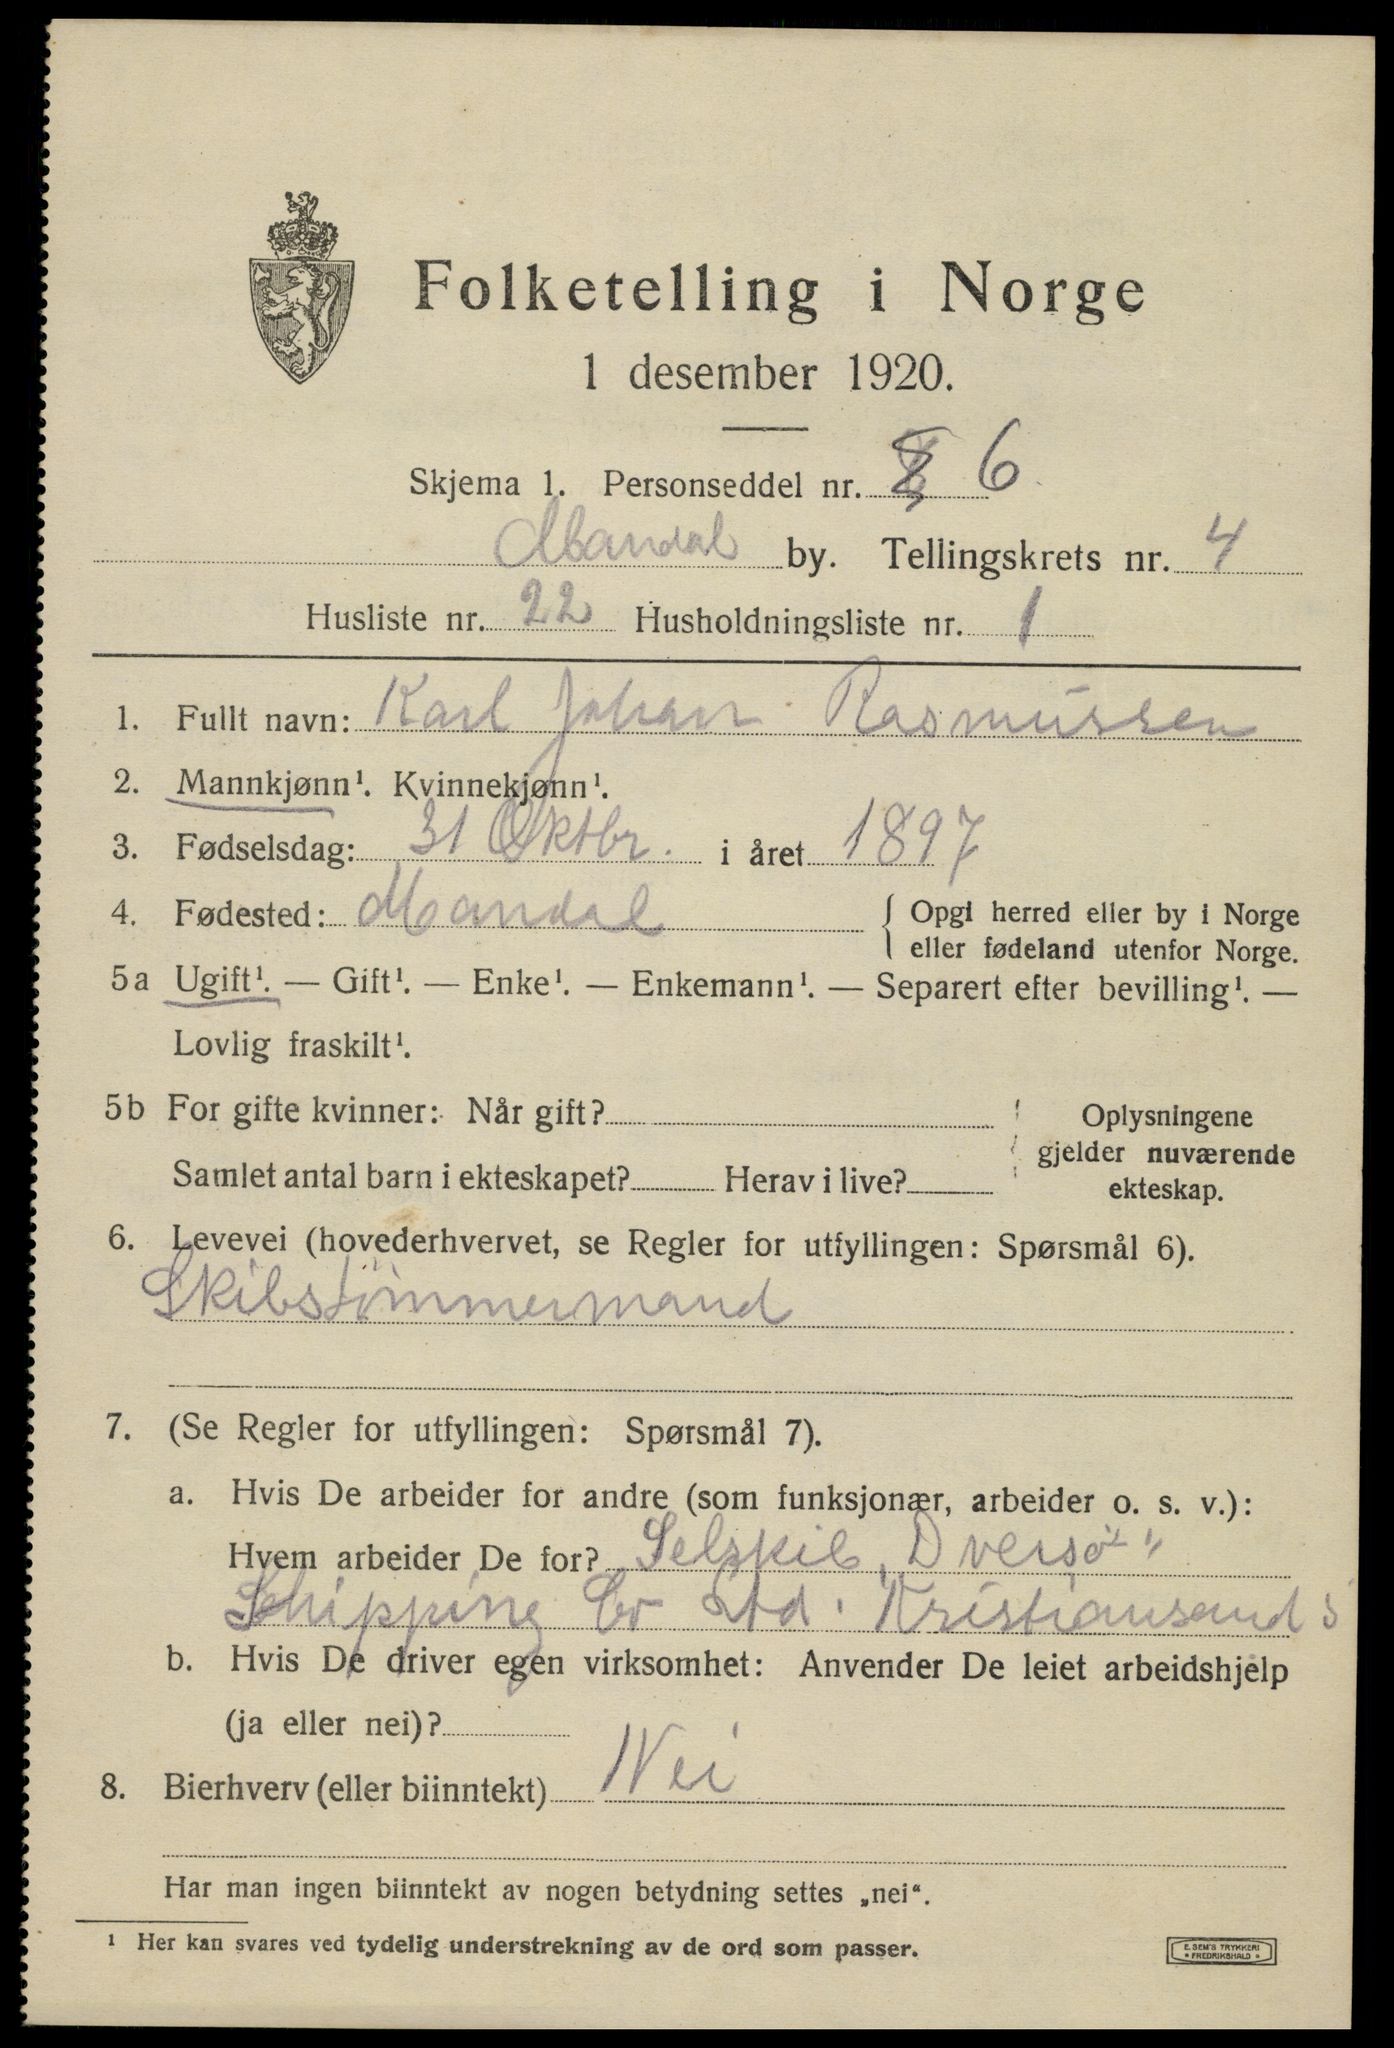 Folketelling i Norge
1 desember 1920.
Skjema 1. Personseddel nr. 6
Mandal by. Tellingskrets nr. 4
Husliste nr. 22 Husholdningsliste nr. 1
1. Fullt navn: Karl Johan Rasmussen
2. Mannkjønn¹. Kvinnekjønn¹.
3. Fødselsdag: 31 Oktbr. i året 1897
4. Fødested: Mandal { Opgi herred eller by i Norge
eller fødeland utenfor Norge.
5a Ugift¹. — Gift¹. — Enke¹. — Enkemann¹. — Separert efter bevilling¹. —
Lovlig fraskilt¹.
5b For gifte kvinner: Når gift? Oplysningene
gjelder nuværende
Samlet antal barn i ekteskapet? Herav i live? ekteskap.
6. Levevei (hovederhvervet, se Regler for utfyllingen: Spørsmål 6).
Skibstömmermand
7. (Se Regler for utfyllingen: Spørsmål 7).
a. Hvis De arbeider for andre (som funksjonær, arbeider o. s. v.):
Hvem arbeider De for? Selskib „Dversö"
Schipping Co Ltd. Kristiansand S
b. Hvis De driver egen virksomhet: Anvender De leiet arbeidshjelp
(ja eller nei)?
8. Bierhverv (eller biinntekt) Nei
Har man ingen biinntekt av nogen betydning settes „nei“.
¹ Her kan svares ved tydelig understrekning av de ord som passer.
E. SEM'S TRYKKERI
FREDRIKSHALD